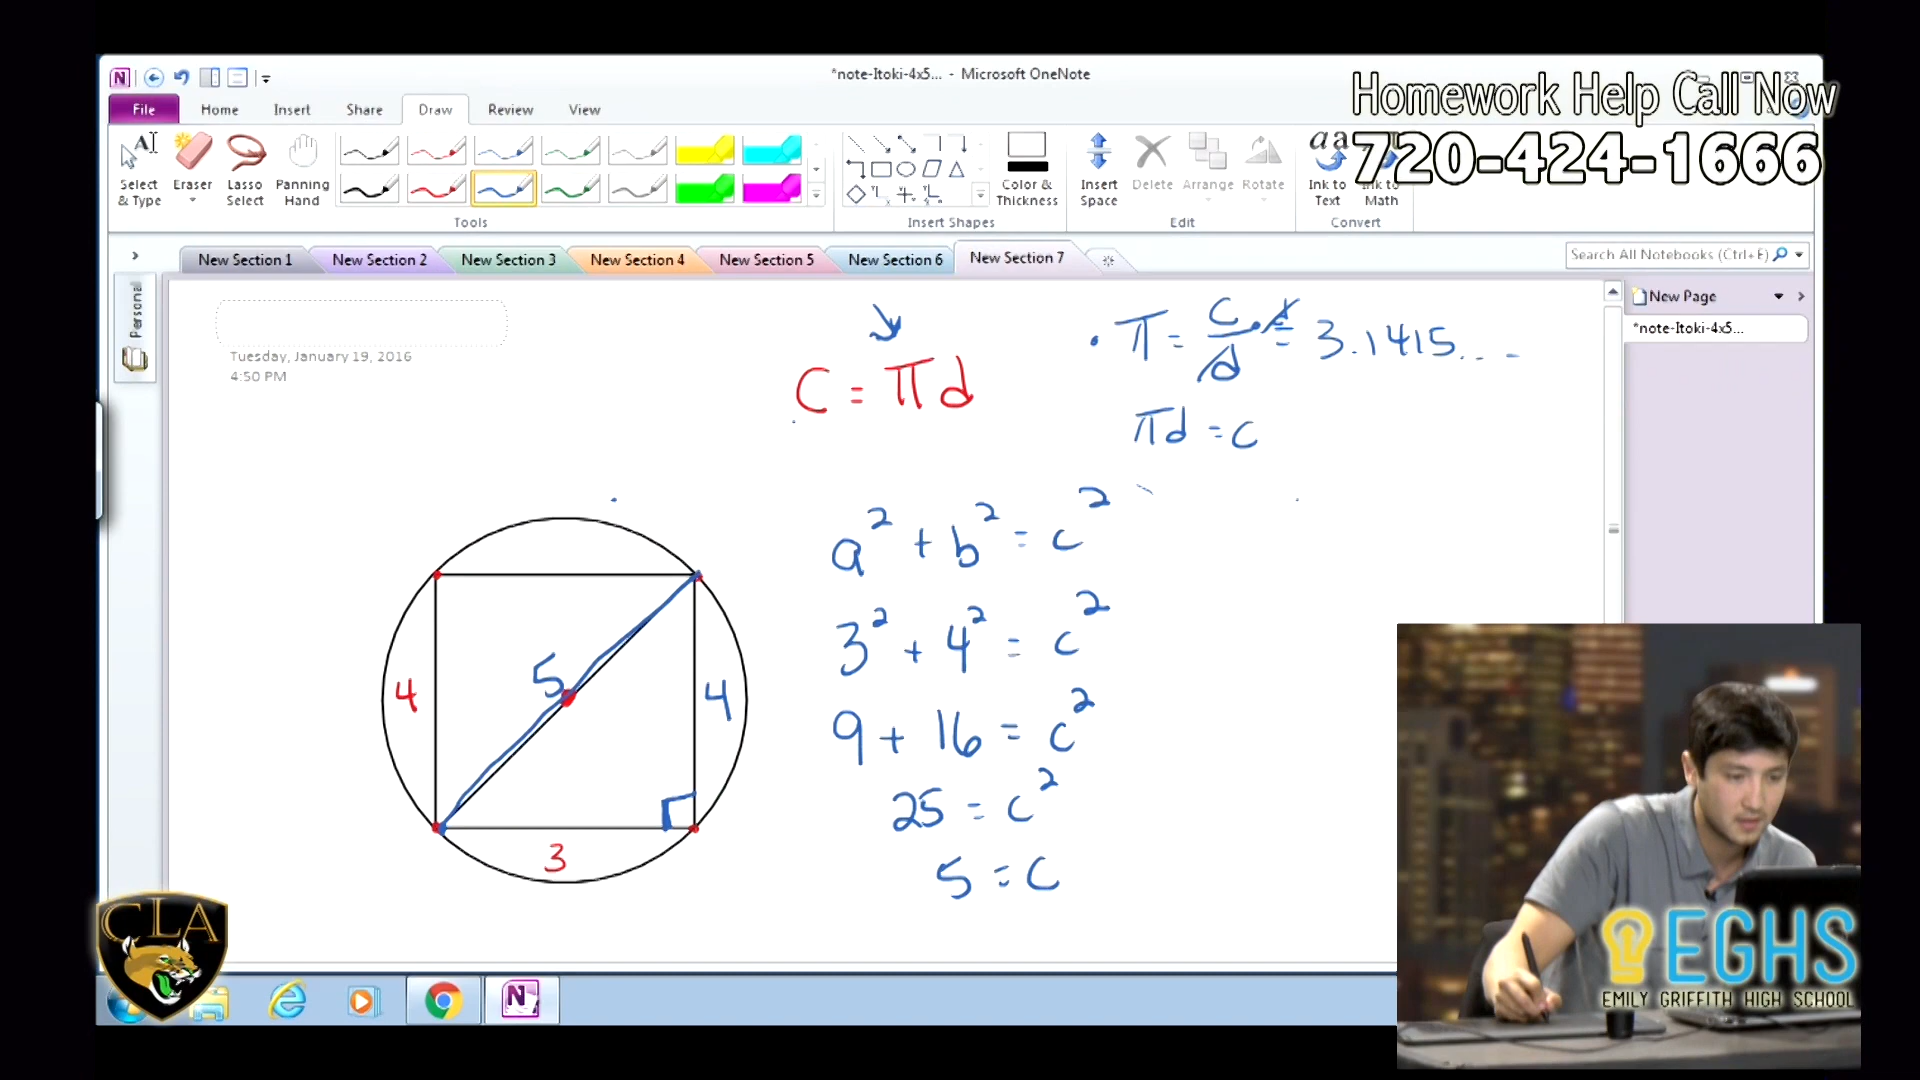 *note-Itoki-4x5... - Microsoft OneNote
Homework Help Call Now
720-424-1666
File Home Insert Share Draw Review View
Select & Type
Eraser
Lasso Select
Panning Hand
Color & Thickness
Insert Space
Delete
Arrange
Rotate
Ink to Text
Ink to Math
Tools
Insert Shapes
Edit
Convert
New Section 1 New Section 2 New Section 3 New Section 4 New Section 5 New Section 6 New Section 7
Search All Notebooks (Ctrl+E)
Personal
New Page
*note-Itoki-4x5...
Tuesday, January 19, 2016
4:50 PM
C = πd
π = C/d · d = 3.1415...
πd = C
a² + b² = c²
3² + 4² = c²
9 + 16 = c²
25 = c²
5 = c
4
5
4
3
CLA
EGHS
EMILY GRIFFITH HIGH SCHOOL